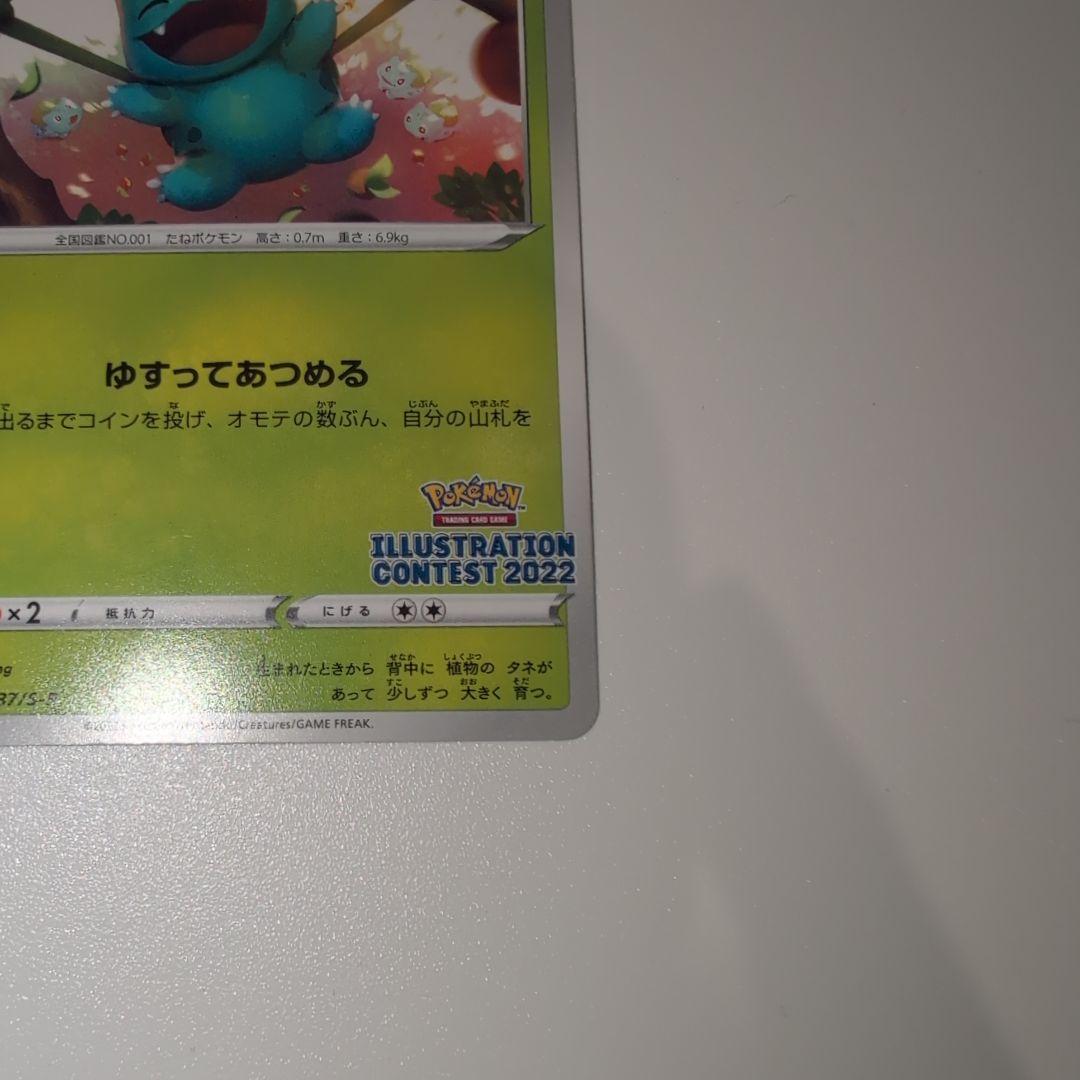 全国図鑑NO.001 たねポケモン 高さ:0.7m 重さ:6.9kg
ゆすってあつめる
出るまでコインを投げ、オモテの数ぶん、自分の山札を
Pokémon
TRADING CARD GAME
ILLUSTRATION
CONTEST 2022
×2 抵抗力 にげる
生まれたときから 背中に 植物の タネが
あって 少しずつ 大きく 育つ。
/Creatures/GAME FREAK.